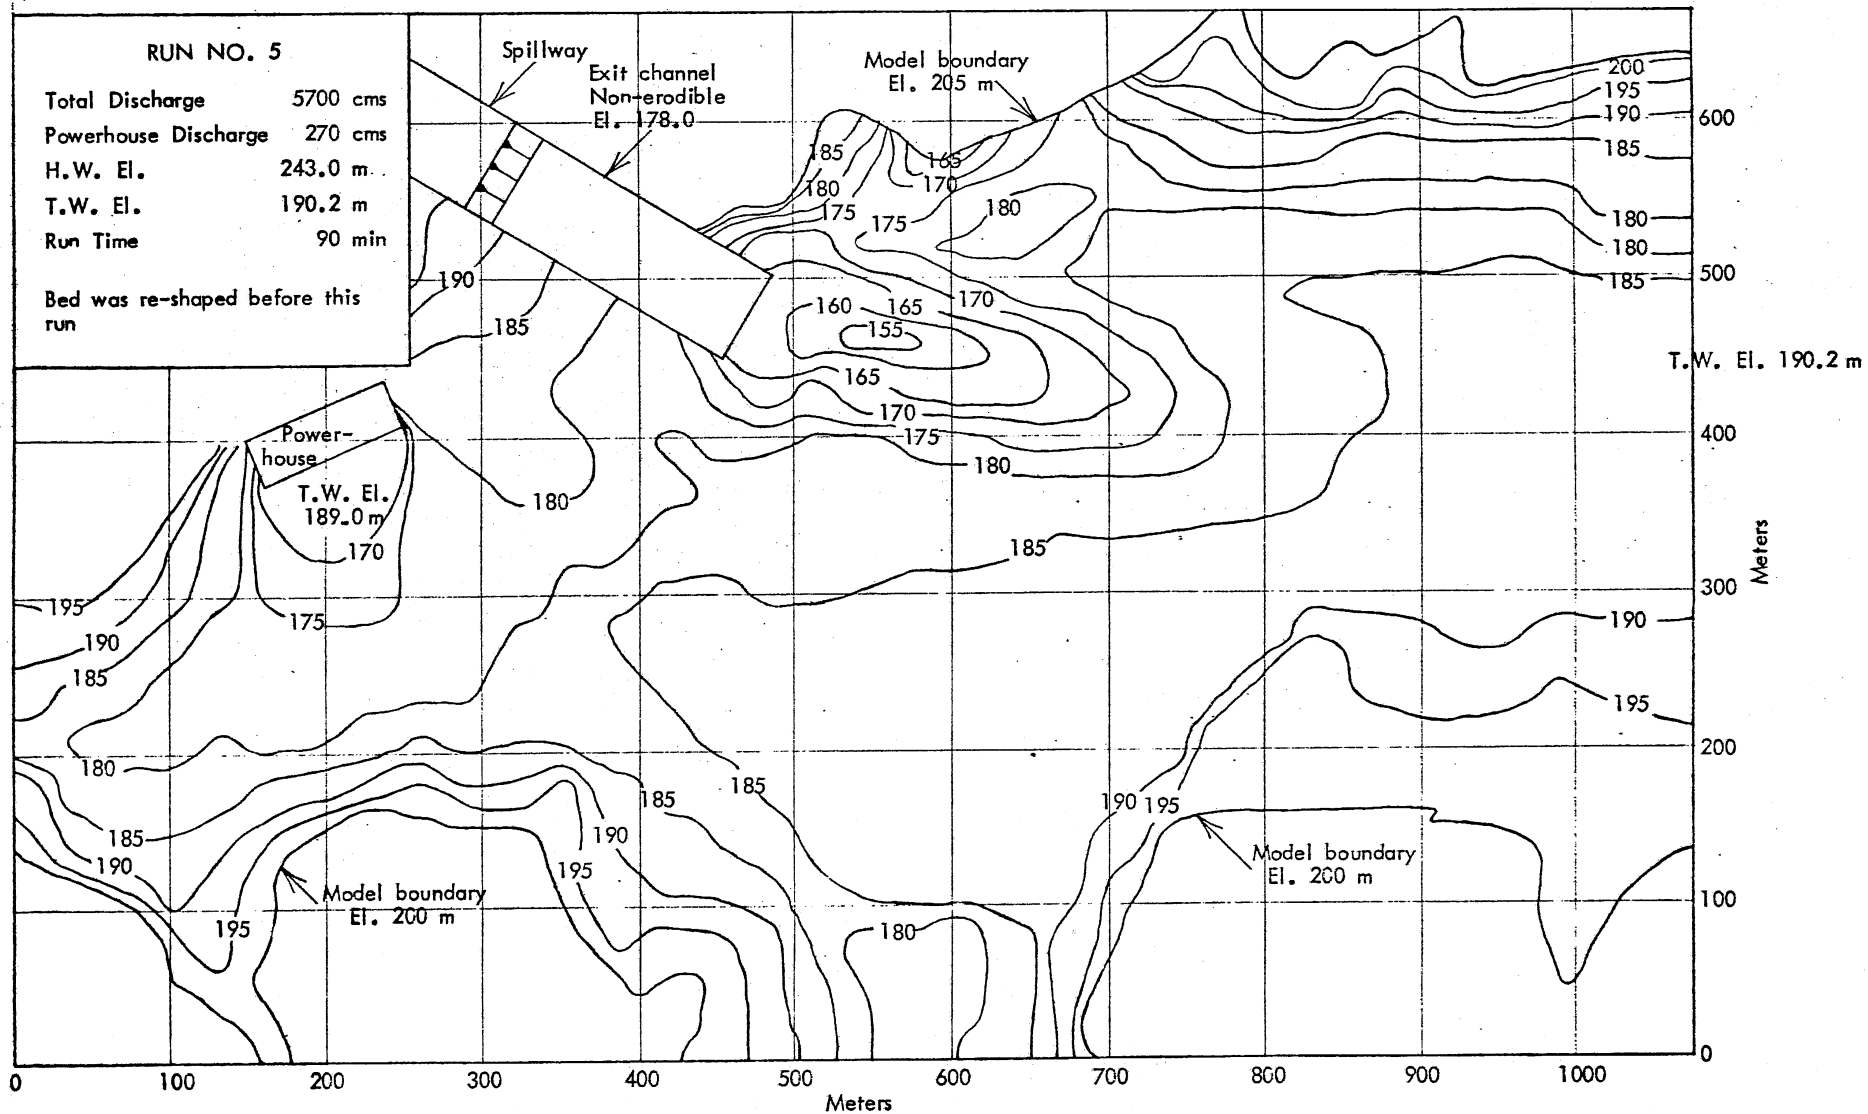 RUN NO. 5
Total Discharge 5700 cms
Powerhouse Discharge 270 cms
H.W. El. 243.0 m
T.W. El. 190.2 m
Run Time 90 min
Bed was re-shaped before this
run
Spillway
Exit channel
Non-erodible
El. 178.0
Model boundary
El. 205 m
200
195
190
185
180
180
185
600
500
400
300
200
100
0
185
180
175
165
170
175
180
190
185
160
165
170
155
165
170
175
180
T.W. El. 190.2 m
Power-
house
T.W. El.
189.0 m
170
175
180
195
190
185
180
185
190
195
185
190
195
185
185
180
190
195
190
195
Model boundary
El. 200 m
Model boundary
El. 200 m
Meters
0 100 200 300 400 500 600 700 800 900 1000
Meters